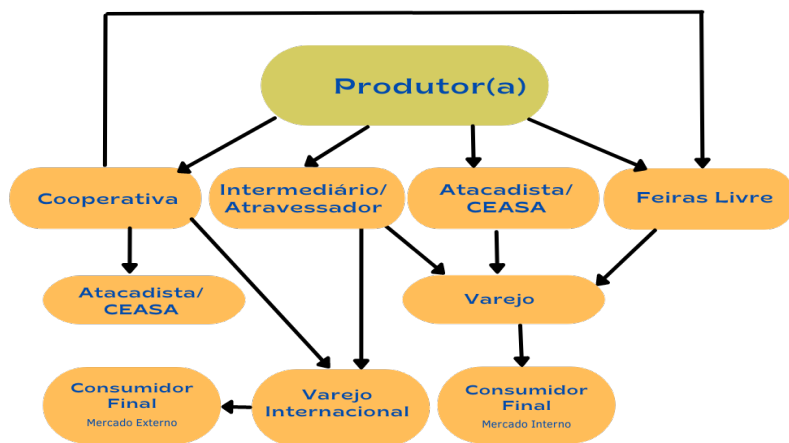 Produtor(a)
Cooperativa
Intermediário/
Atravessador
Atacadista/
CEASA
Feiras Livre
Atacadista/
CEASA
Varejo
Consumidor
Final
Mercado Externo
Varejo
Internacional
Consumidor
Final
Mercado Interno